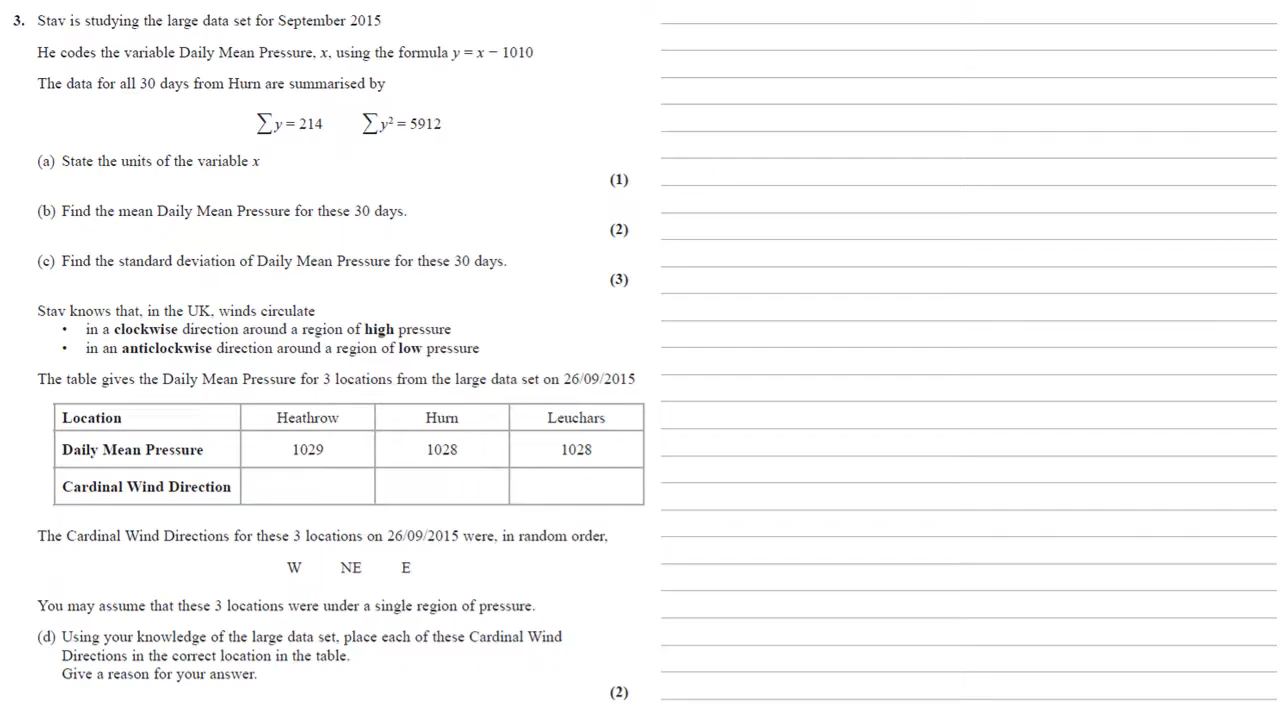 3. Stav is studying the large data set for September 2015
He codes the variable Daily Mean Pressure, x, using the formula y = x − 1010
The data for all 30 days from Hurn are summarised by
∑y = 214 ∑y² = 5912
(a) State the units of the variable x
(1)
(b) Find the mean Daily Mean Pressure for these 30 days.
(2)
(c) Find the standard deviation of Daily Mean Pressure for these 30 days.
(3)
Stav knows that, in the UK, winds circulate
• in a clockwise direction around a region of high pressure
• in an anticlockwise direction around a region of low pressure
The table gives the Daily Mean Pressure for 3 locations from the large data set on 26/09/2015
Location Heathrow Hurn Leuchars
Daily Mean Pressure 1029 1028 1028
Cardinal Wind Direction
The Cardinal Wind Directions for these 3 locations on 26/09/2015 were, in random order,
W NE E
You may assume that these 3 locations were under a single region of pressure.
(d) Using your knowledge of the large data set, place each of these Cardinal Wind
Directions in the correct location in the table.
Give a reason for your answer.
(2)